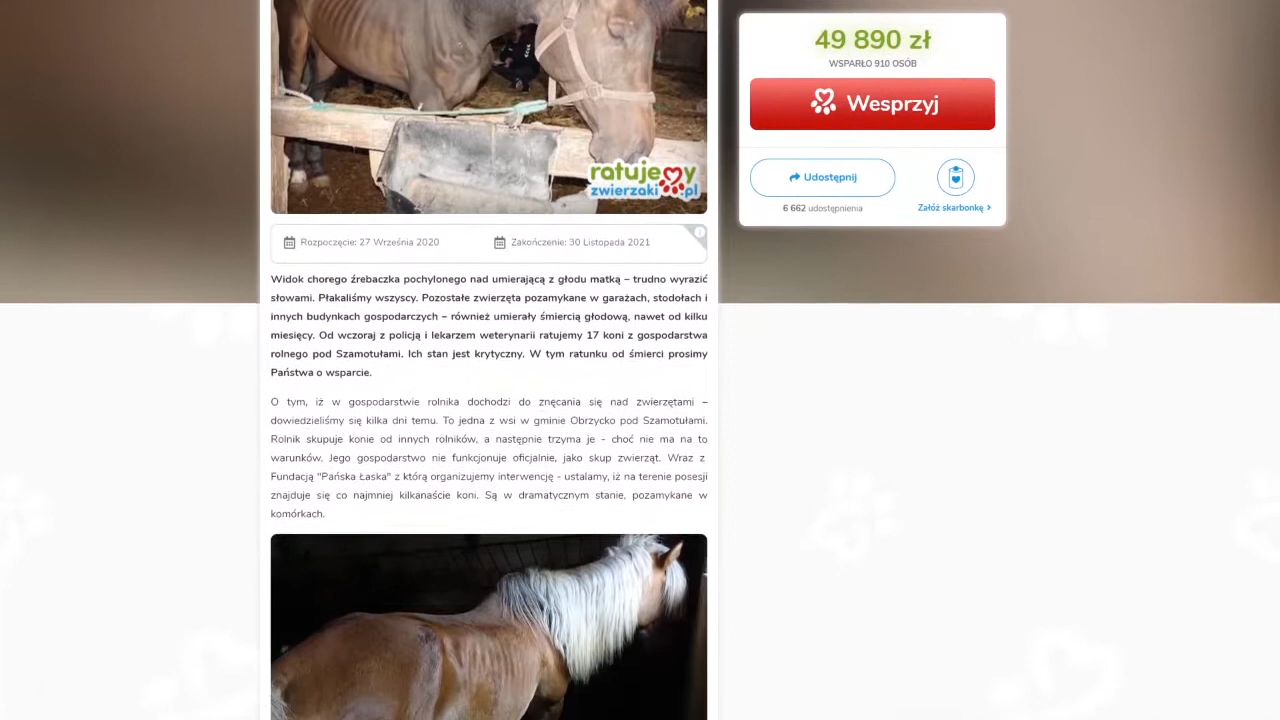 ratujemy
zwierzaki.pl
49 890 zł
WSPARŁO 910 OSÓB
Wesprzyj
Udostępnij
6 662 udostępnienia
Załóż skarbonkę
Rozpoczęcie: 27 Września 2020
Zakończenie: 30 Listopada 2021
Widok chorego źrebaczka pochylonego nad umierającą z głodu matką – trudno wyrazić
słowami. Płakaliśmy wszyscy. Pozostałe zwierzęta pozamykane w garażach, stodołach i
innych budynkach gospodarczych – również umierały śmiercią głodową, nawet od kilku
miesięcy. Od wczoraj z policją i lekarzem weterynarii ratujemy 17 koni z gospodarstwa
rolnego pod Szamotułami. Ich stan jest krytyczny. W tym ratunku od śmierci prosimy
Państwa o wsparcie.
O tym, iż w gospodarstwie rolnika dochodzi do znęcania się nad zwierzętami –
dowiedzieliśmy się kilka dni temu. To jedna z wsi w gminie Obrzycko pod Szamotułami.
Rolnik skupuje konie od innych rolników, a następnie trzyma je - choć nie ma na to
warunków. Jego gospodarstwo nie funkcjonuje oficjalnie, jako skup zwierząt. Wraz z
Fundacją "Pańska Łaska" z którą organizujemy interwencję - ustalamy, iż na terenie posesji
znajduje się co najmniej kilkanaście koni. Są w dramatycznym stanie, pozamykane w
komórkach.